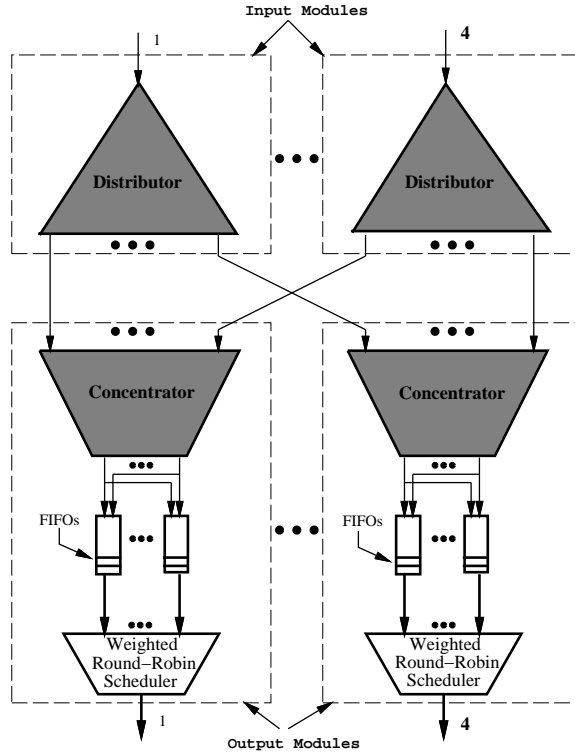 Input Modules
1
4
Distributor
Distributor
Concentrator
Concentrator
FIFOs
FIFOs
Weighted
Round-Robin
Scheduler
Weighted
Round-Robin
Scheduler
1
4
Output Modules